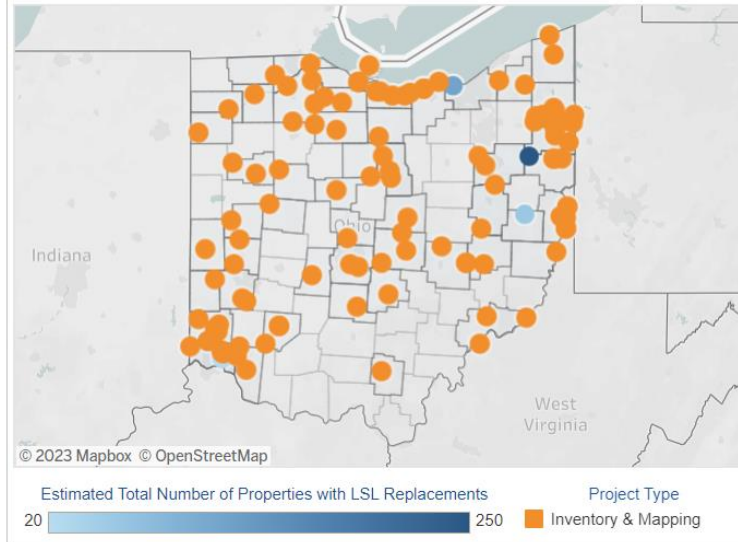 Ohio
Indiana
West
Virginia
© 2023 Mapbox © OpenStreetMap
Estimated Total Number of Properties with LSL Replacements
20
250
Project Type
Inventory & Mapping